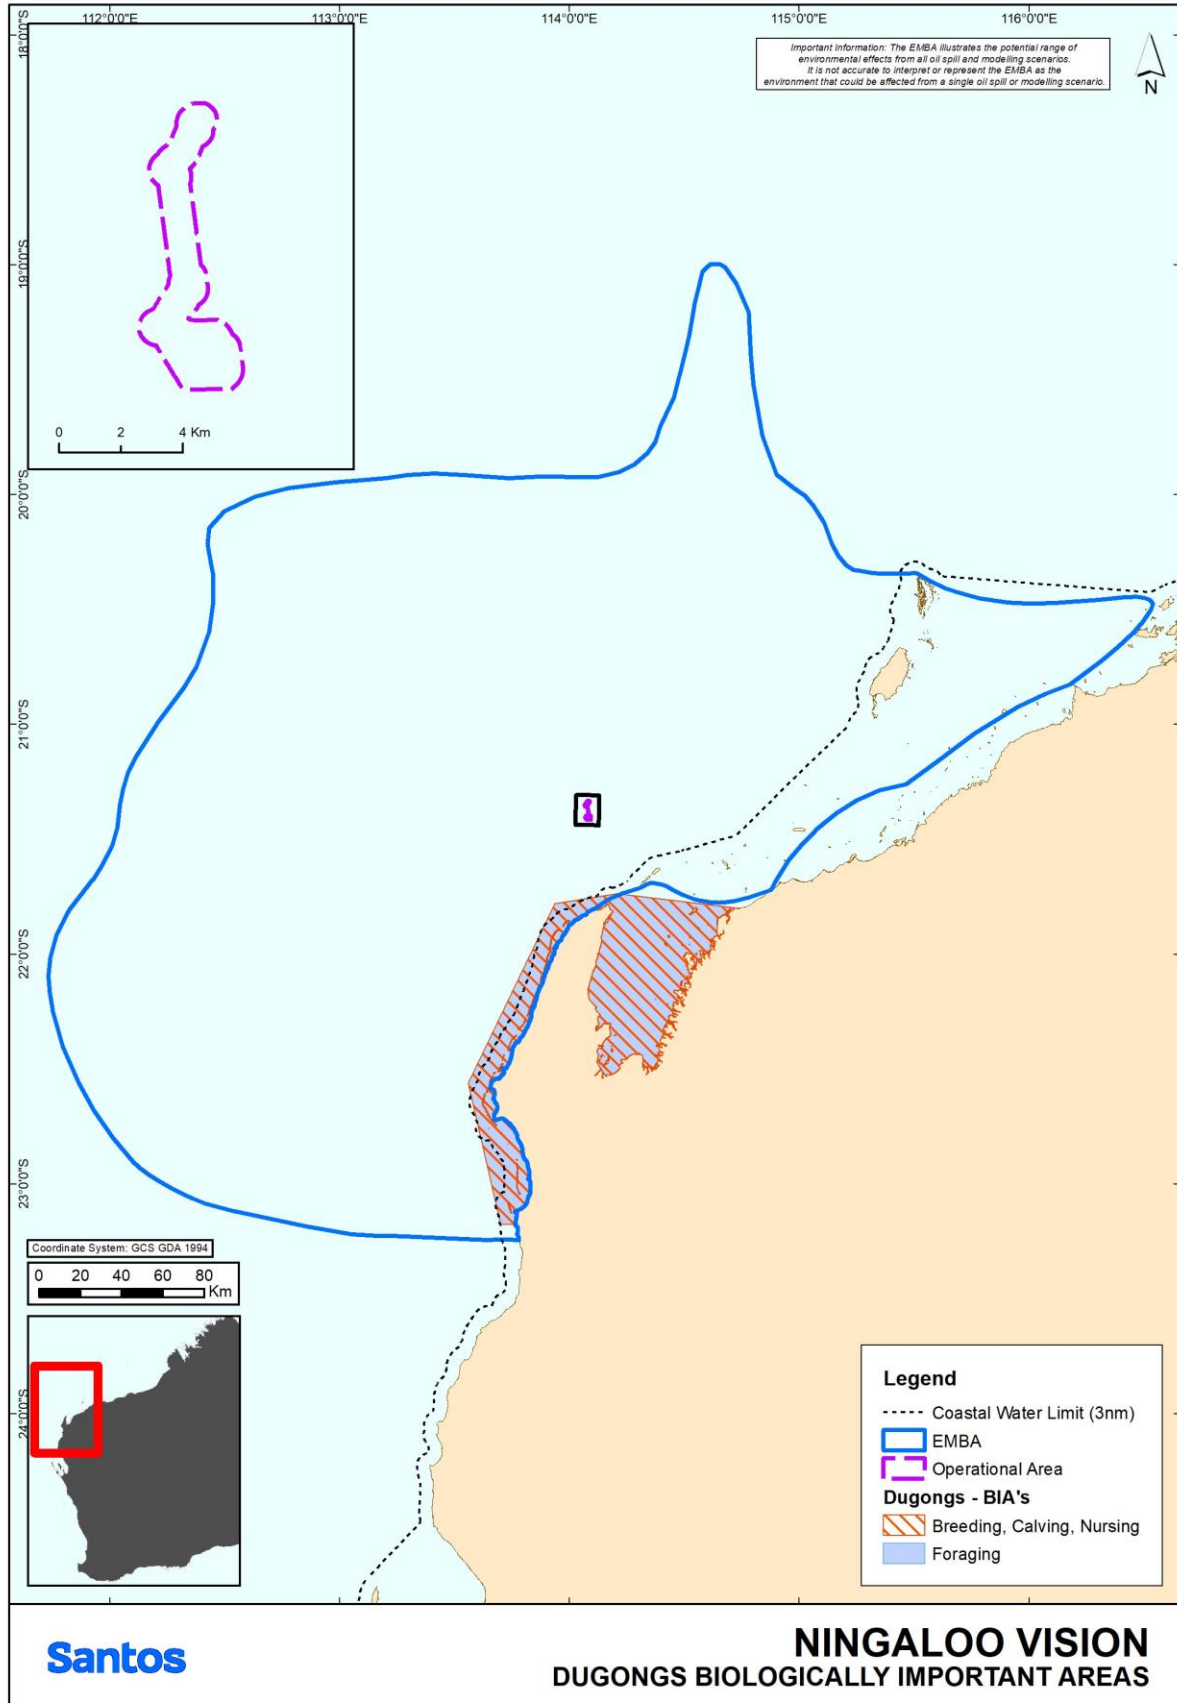 112°0'0"E
113°0'0"E
114°0'0"E
115°0'0"E
116°0'0"E
18°0'0"S
19°0'0"S
20°0'0"S
21°0'0"S
22°0'0"S
23°0'0"S
24°0'0"S
Important Information: The EMBA illustrates the potential range of
environmental effects from all oil spill and modelling scenarios.
It is not accurate to interpret or represent the EMBA as the
environment that could be affected from a single oil spill or modelling scenario.
N
0 2 4 Km
Coordinate System: GCS GDA 1994
0 20 40 60 80
Km
Legend
Coastal Water Limit (3nm)
EMBA
Operational Area
Dugongs - BIA's
Breeding, Calving, Nursing
Foraging
Santos
NINGALOO VISION
DUGONGS BIOLOGICALLY IMPORTANT AREAS